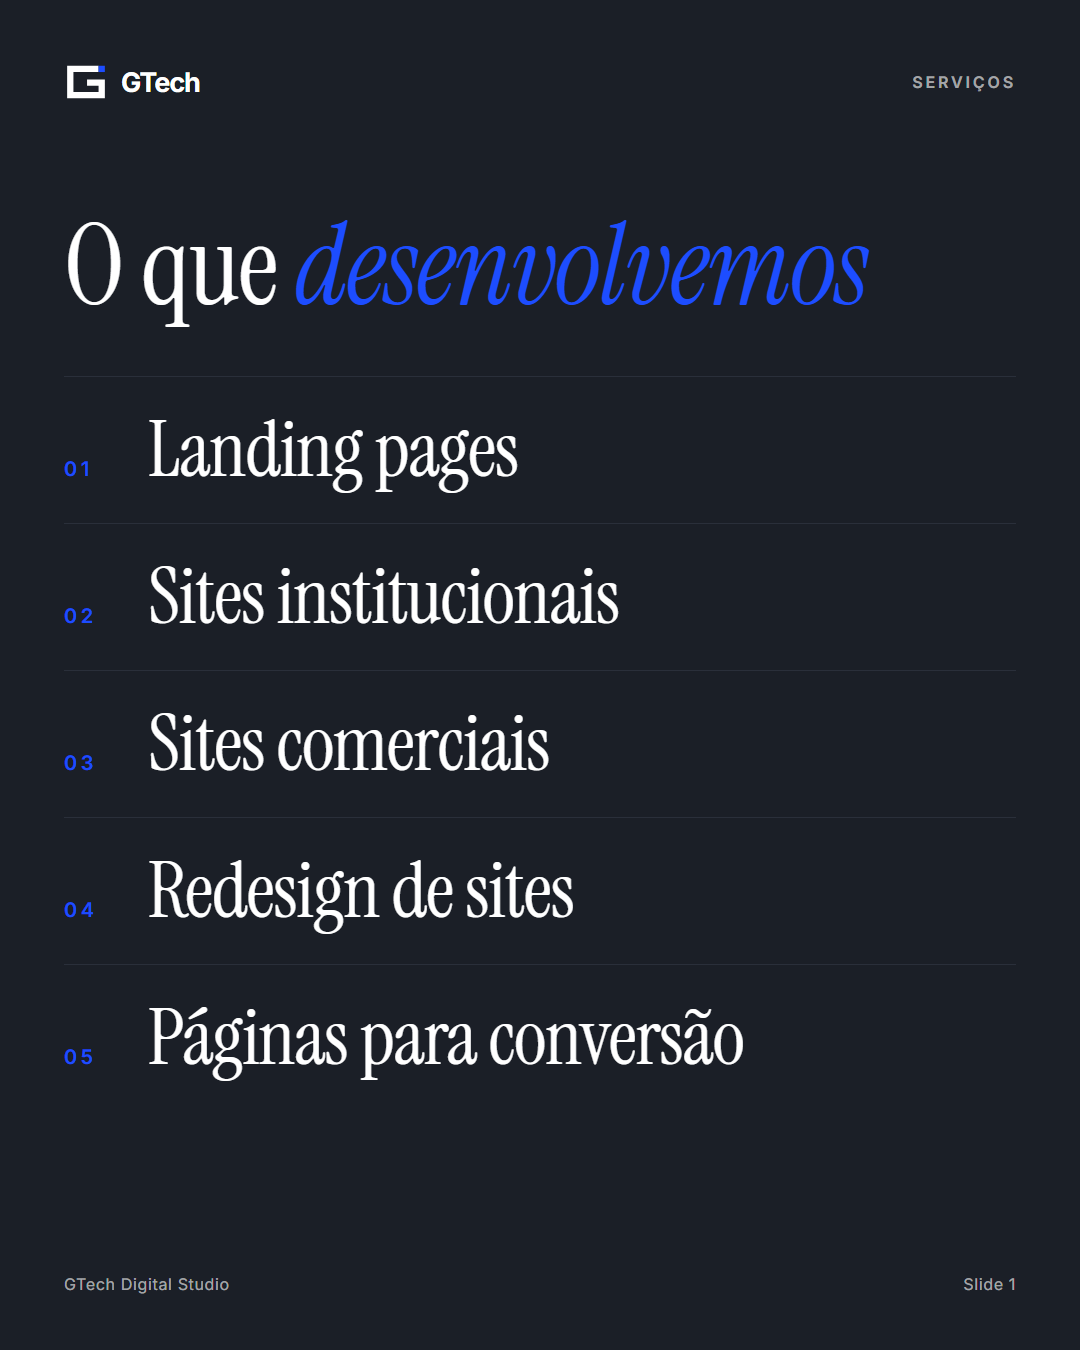 GTech
SERVIÇOS
O que desenvolvemos
01 Landing pages
02 Sites institucionais
03 Sites comerciais
04 Redesign de sites
05 Páginas para conversão
GTech Digital Studio
Slide 1